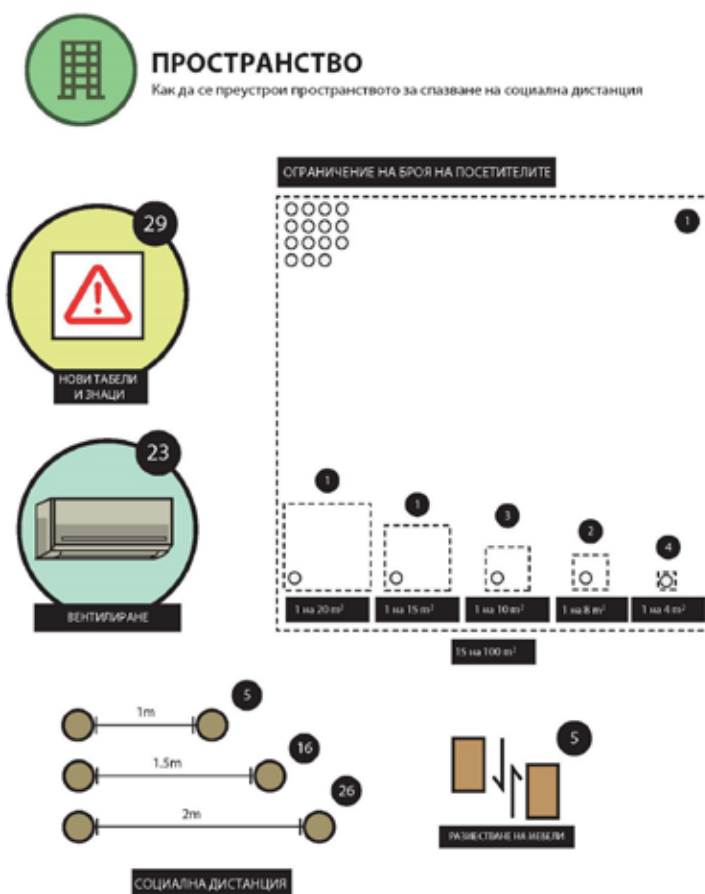 ПРОСТРАНСТВО
Как да се преустрои пространството за спазване на социална дистанция
ОГРАНИЧЕНИЕ НА БРОЯ НА ПОСЕТИТЕЛИТЕ
1
29
НОВИ ТАБЕЛИ
И ЗНАЦИ
23
ВЕНТИЛИРАНЕ
1
1
3
2
4
1 на 20 m²
1 на 15 m²
1 на 10 m²
1 на 8 m²
1 на 4 m²
15 на 100 m²
1m
5
1.5m
16
2m
26
СОЦИАЛНА ДИСТАНЦИЯ
5
РАЗМЕСТВАНЕ НА МЕБЕЛИ